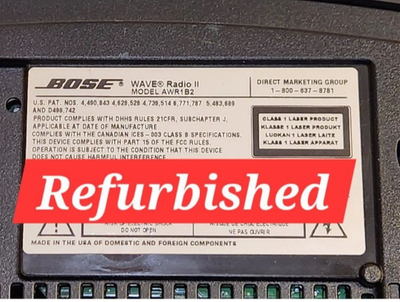 BOSE® WAVE® Radio II
MODEL AWR1B2
DIRECT MARKETING GROUP
1-800-637-8781
U.S. PAT. NOS. 4,490,843 4,628,528 4,736,514 6,771,787 5,483,689
AND D486,742
PRODUCT COMPLIES WITH DHHS RULES 21CFR, SUBCHAPTER J,
APPLICABLE AT DATE OF MANUFACTURE
COMPLIES WITH THE CANADIAN ICES-003 CLASS B SPECIFICATIONS.
THIS DEVICE COMPLIES WITH PART 15 OF THE FCC RULES.
OPERATION IS SUBJECT TO THE CONDITION THAT THIS DEVICE
DOES NOT CAUSE HARMFUL INTERFERENCE.
CLASS 1 LASER PRODUCT
KLASSE 1 LASER PRODUKT
LUOKAN 1 LASER LAITE
KLASS 1 LASER APPARAT
Refurbished
DO NOT OPEN
NE PAS OUVRIR
MADE IN THE USA OF DOMESTIC AND FOREIGN COMPONENTS